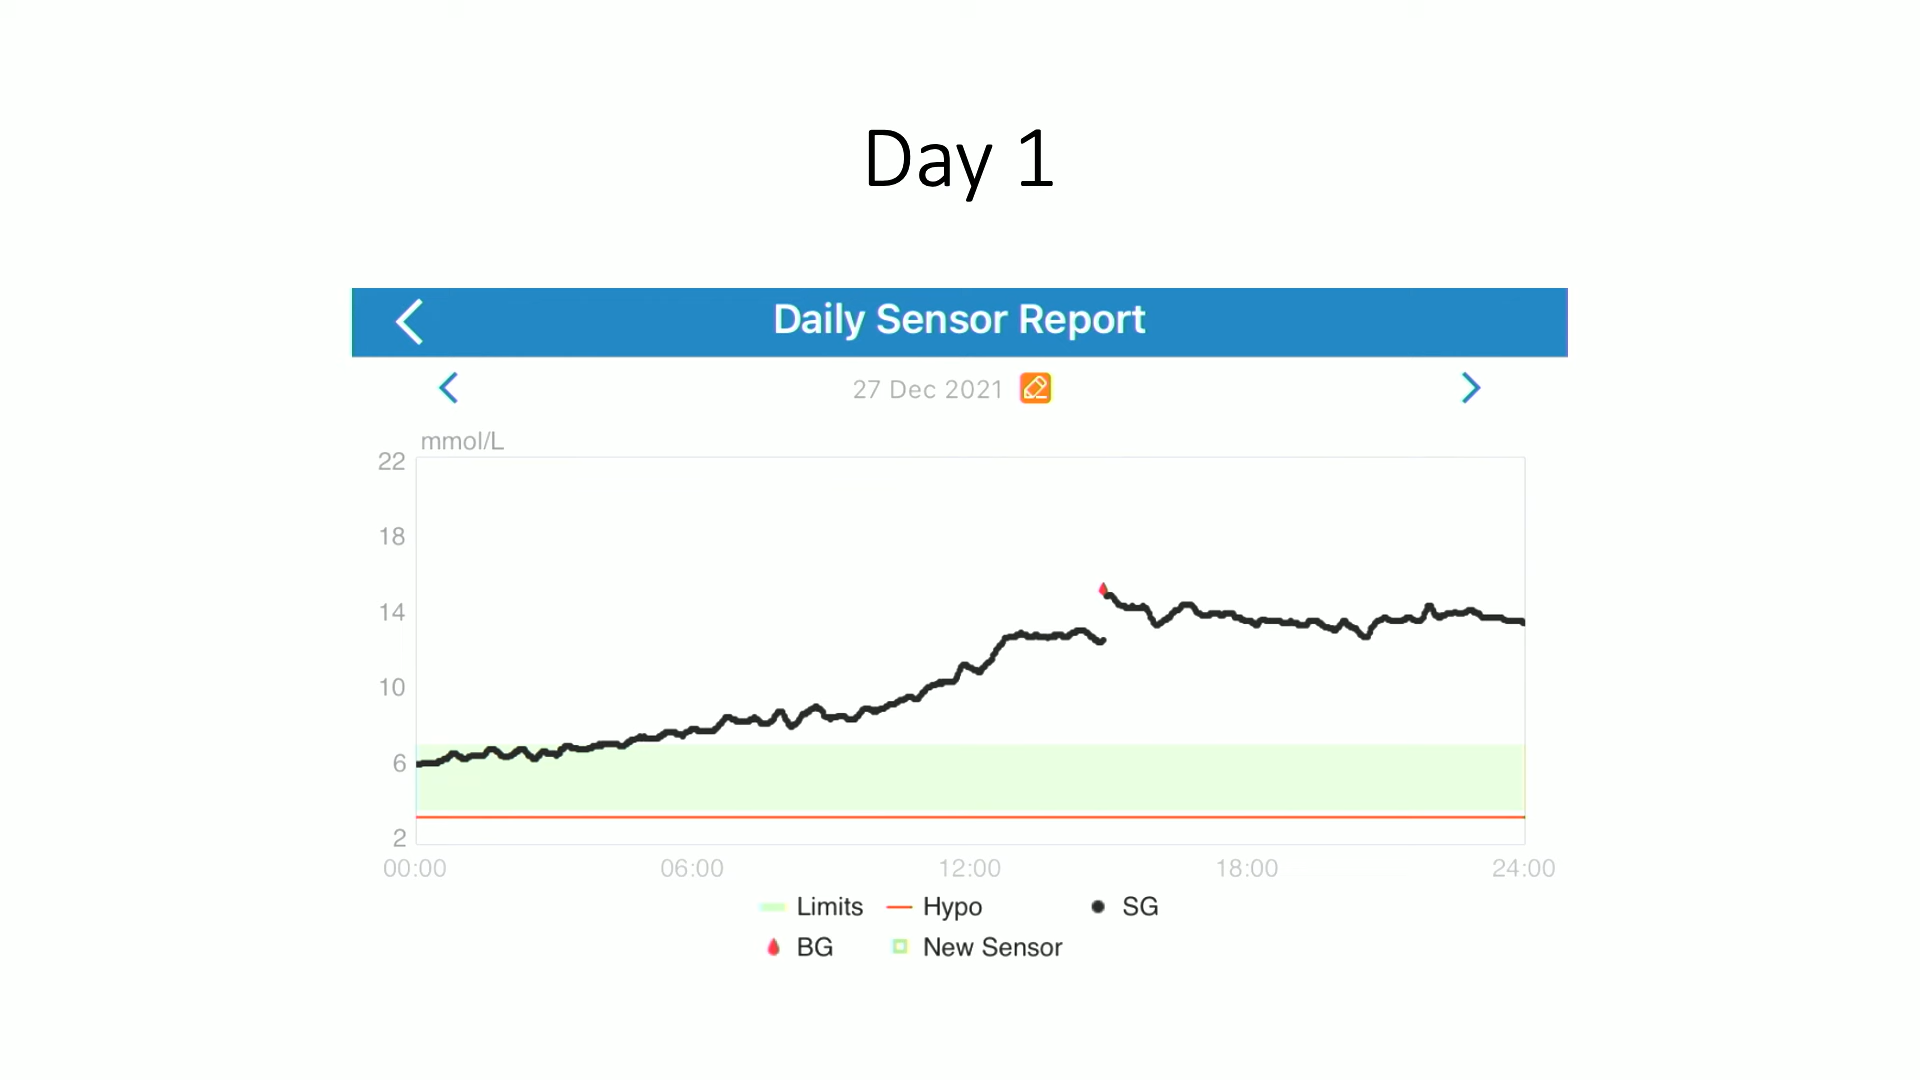 Day 1
Daily Sensor Report
27 Dec 2021
mmol/L
22
18
14
10
6
2
00:00 06:00 12:00 18:00 24:00
Limits Hypo SG
BG New Sensor